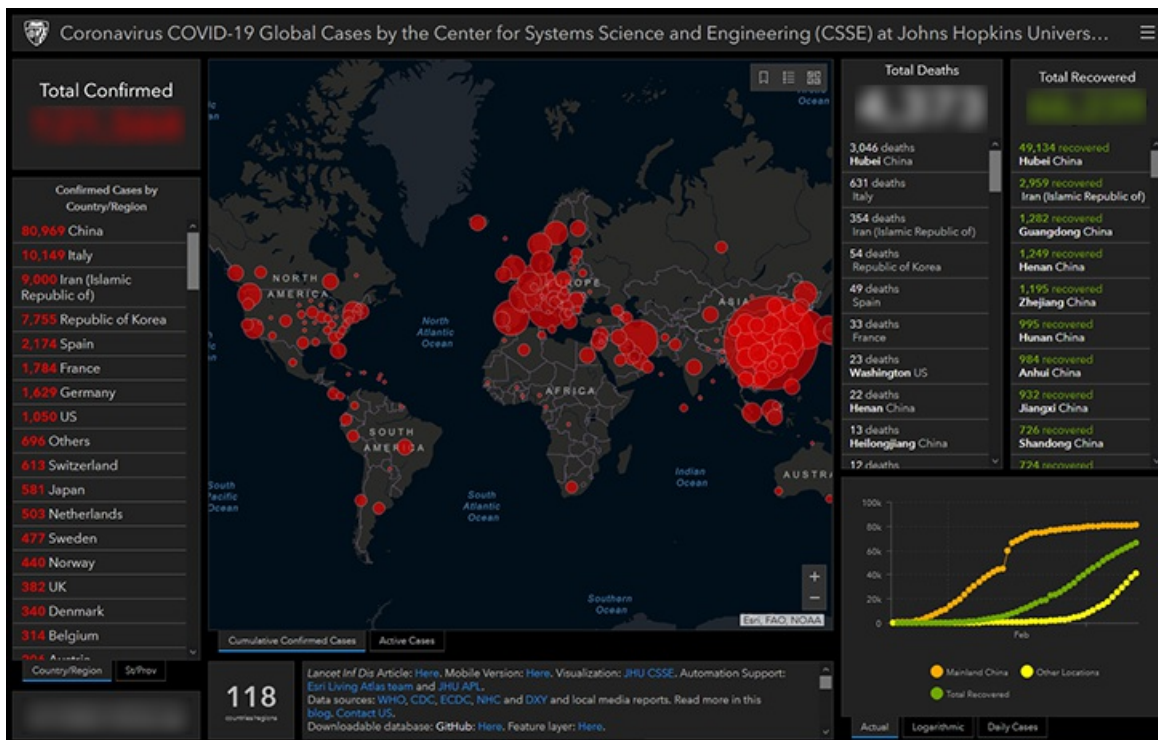 Coronavirus COVID-19 Global Cases by the Center for Systems Science and Engineering (CSSE) at Johns Hopkins Univers...
Total Confirmed
Confirmed Cases by
Country/Region
80,969 China
10,149 Italy
9,000 Iran (Islamic
Republic of)
7,755 Republic of Korea
2,174 Spain
1,784 France
1,629 Germany
1,050 US
696 Others
613 Switzerland
581 Japan
503 Netherlands
477 Sweden
440 Norway
382 UK
340 Denmark
314 Belgium
Country/Region
St/Prov
Arctic
Ocean
NORTH
AMERICA
North
Atlantic
Ocean
ASIA
AFRICA
SOUTH
AMERICA
South
Pacific
Ocean
South
Atlantic
Ocean
Indian
Ocean
AUSTRA
Southern
Ocean
+
−
Esri, FAO, NOAA
Cumulative Confirmed Cases
Active Cases
118
countries/regions
Lancet Inf Dis Article: Here. Mobile Version: Here. Visualization: JHU CSSE. Automation Support:
Esri Living Atlas team and JHU APL.
Data sources: WHO, CDC, ECDC, NHC and DXY and local media reports. Read more in this
blog. Contact US.
Downloadable database: GitHub: Here. Feature layer: Here.
Total Deaths
3,046 deaths
Hubei China
631 deaths
Italy
354 deaths
Iran (Islamic Republic of)
54 deaths
Republic of Korea
49 deaths
Spain
33 deaths
France
23 deaths
Washington US
22 deaths
Henan China
13 deaths
Heilongjiang China
12 deaths
Total Recovered
49,134 recovered
Hubei China
2,959 recovered
Iran (Islamic Republic of)
1,282 recovered
Guangdong China
1,249 recovered
Henan China
1,195 recovered
Zhejiang China
995 recovered
Hunan China
984 recovered
Anhui China
932 recovered
Jiangxi China
726 recovered
Shandong China
724 recovered
100k
80k
60k
40k
20k
0
Feb
Mainland China
Other Locations
Total Recovered
Actual
Logarithmic
Daily Cases